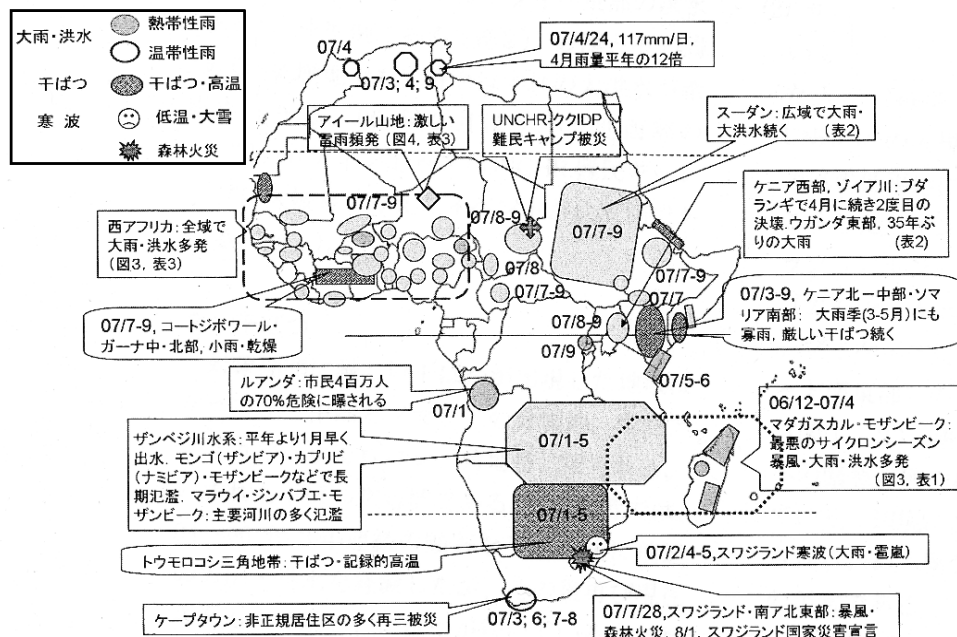 大雨・洪水
熱帯性雨
温帯性雨
干ばつ
干ばつ・高温
寒 波
低温・大雪
森林火災
07/4
07/3; 4; 9
07/4/24, 117mm/日,
4月雨量平年の12倍
アイール山地:激しい
雷雨頻発(図4, 表3)
UNCHR-ククIDP
難民キャンプ被災
スーダン:広域で大雨・
大洪水続く (表2)
ケニア西部, ゾイア川:ブダ
ランギで4月に続き2度目の
決壊. ウガンダ東部, 35年ぶ
りの大雨 (表2)
西アフリカ:全域で
大雨・洪水多発
(図3, 表3)
07/7-9
07/8-9
07/7-9
07/8
07/7-9
07/7-9
07/7
07/8-9
07/9
07/3-9, ケニア北ー中部・ソマ
リア南部: 大雨季(3-5月)にも
寡雨, 厳しい干ばつ続く
07/7-9, コートジボワール・
ガーナ中・北部, 小雨・乾燥
07/5-6
ルアンダ:市民4百万人
の70%危険に曝される
07/1
06/12-07/4
マダガスカル・モザンビーク:
最悪のサイクロンシーズン
暴風・大雨・洪水多発
(図3, 表1)
ザンベジ川水系:平年より1月早く
出水. モンゴ(ザンビア)・カプリビ
(ナミビア)・モザンビークなどで長
期氾濫. マラウイ・ジンバブエ・モ
ザンビーク:主要河川の多く氾濫
07/1-5
07/1-5
トウモロコシ三角地帯:干ばつ・記録的高温
07/2/4-5,スワジランド寒波(大雨・雹嵐)
ケープタウン:非正規居住区の多く再三被災
07/3; 6; 7-8
07/7/28,スワジランド・南ア北東部:暴風・
森林火災. 8/1, スワジランド国家災害宣言